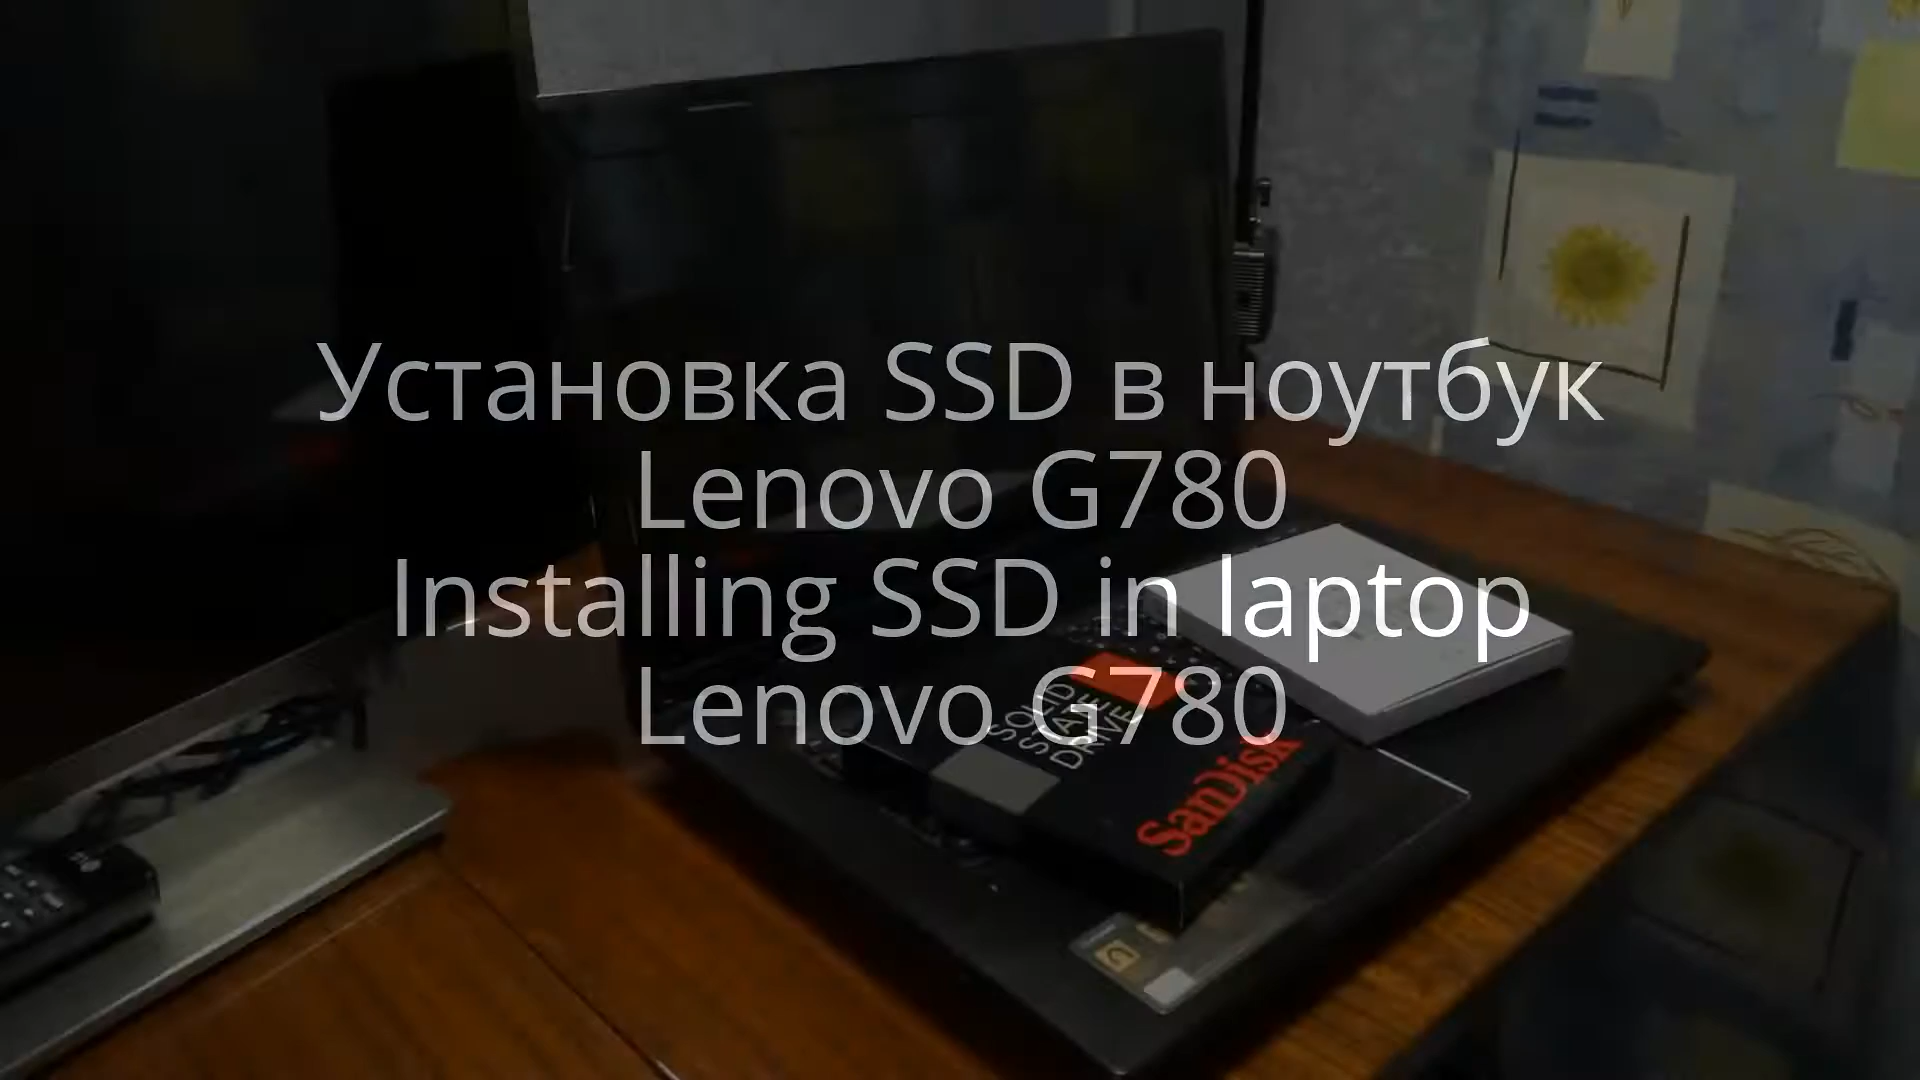 Установка SSD в ноутбук
Lenovo G780
Installing SSD in laptop
Lenovo G780
SOLID
STATE
DRIVE
SanDisk